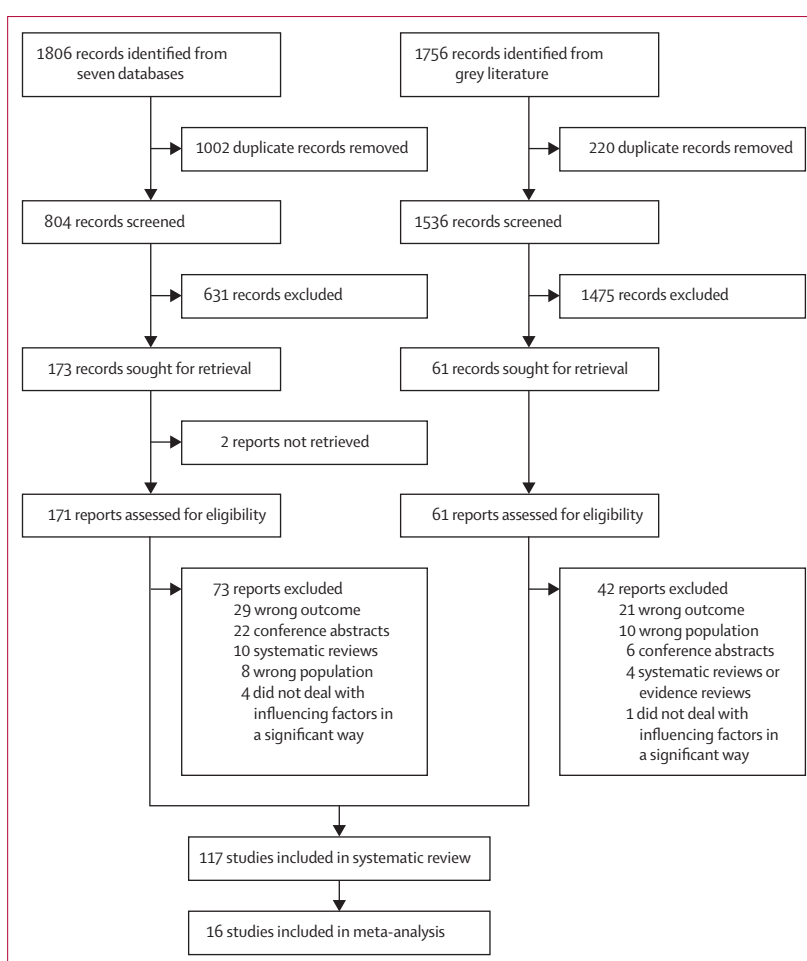 1806 records identified from
seven databases
1756 records identified from
grey literature
1002 duplicate records removed
220 duplicate records removed
804 records screened
1536 records screened
631 records excluded
1475 records excluded
173 records sought for retrieval
61 records sought for retrieval
2 reports not retrieved
171 reports assessed for eligibility
61 reports assessed for eligibility
73 reports excluded
29 wrong outcome
22 conference abstracts
10 systematic reviews
8 wrong population
4 did not deal with
influencing factors in
a significant way
42 reports excluded
21 wrong outcome
10 wrong population
6 conference abstracts
4 systematic reviews or
evidence reviews
1 did not deal with
influencing factors in
a significant way
117 studies included in systematic review
16 studies included in meta-analysis